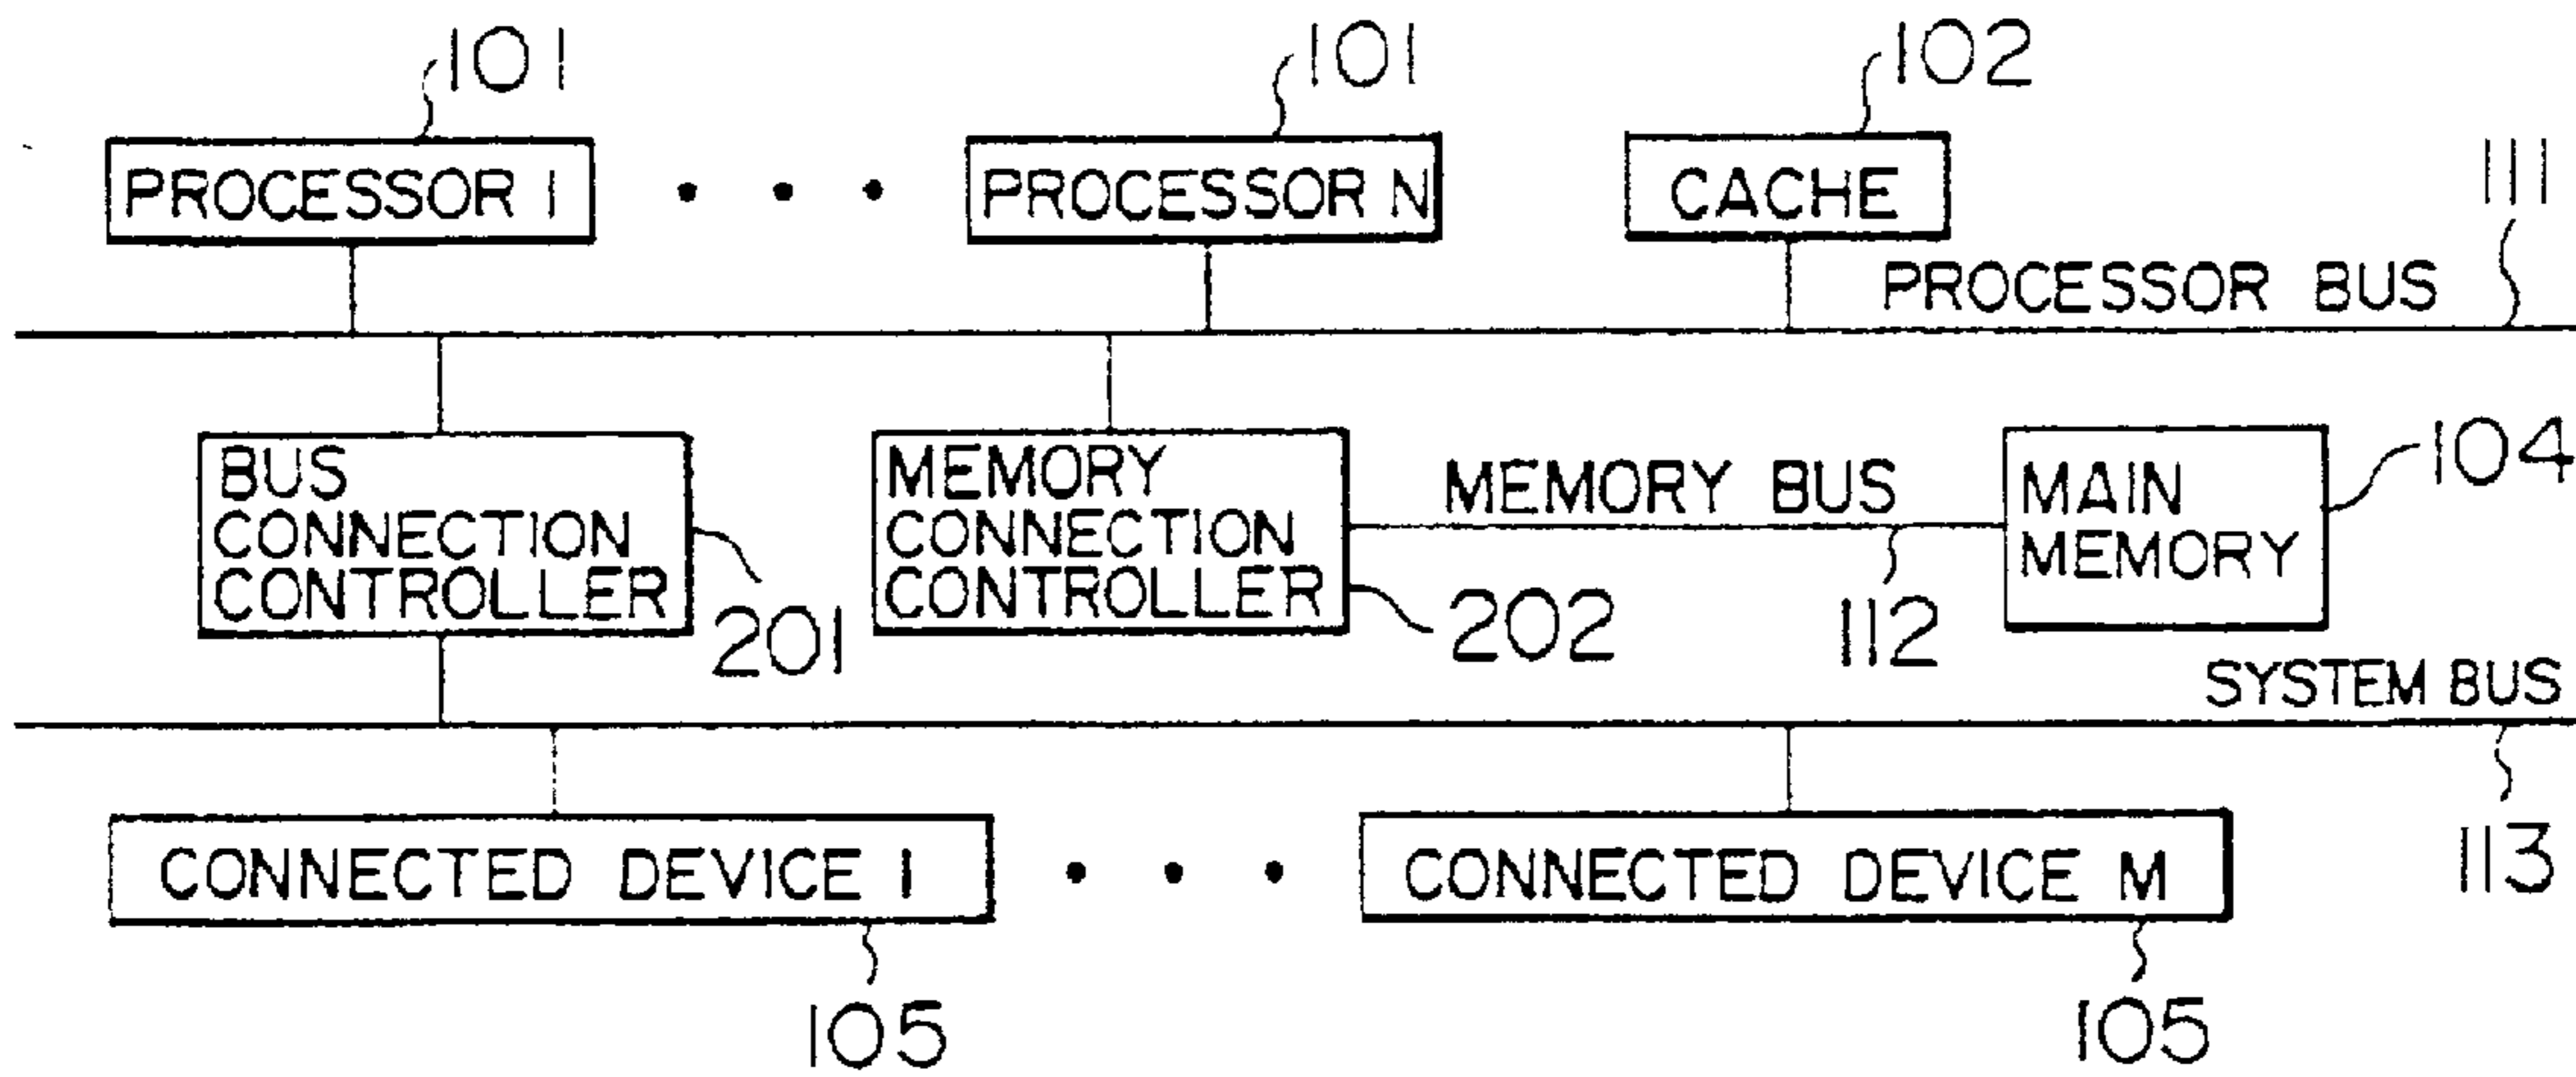 101
101
102
PROCESSOR 1
PROCESSOR N
CACHE
111
PROCESSOR BUS
BUS
CONNECTION
CONTROLLER
201
MEMORY
CONNECTION
CONTROLLER
202
MEMORY BUS
112
MAIN
MEMORY
104
SYSTEM BUS
113
CONNECTED DEVICE 1
CONNECTED DEVICE M
105
105